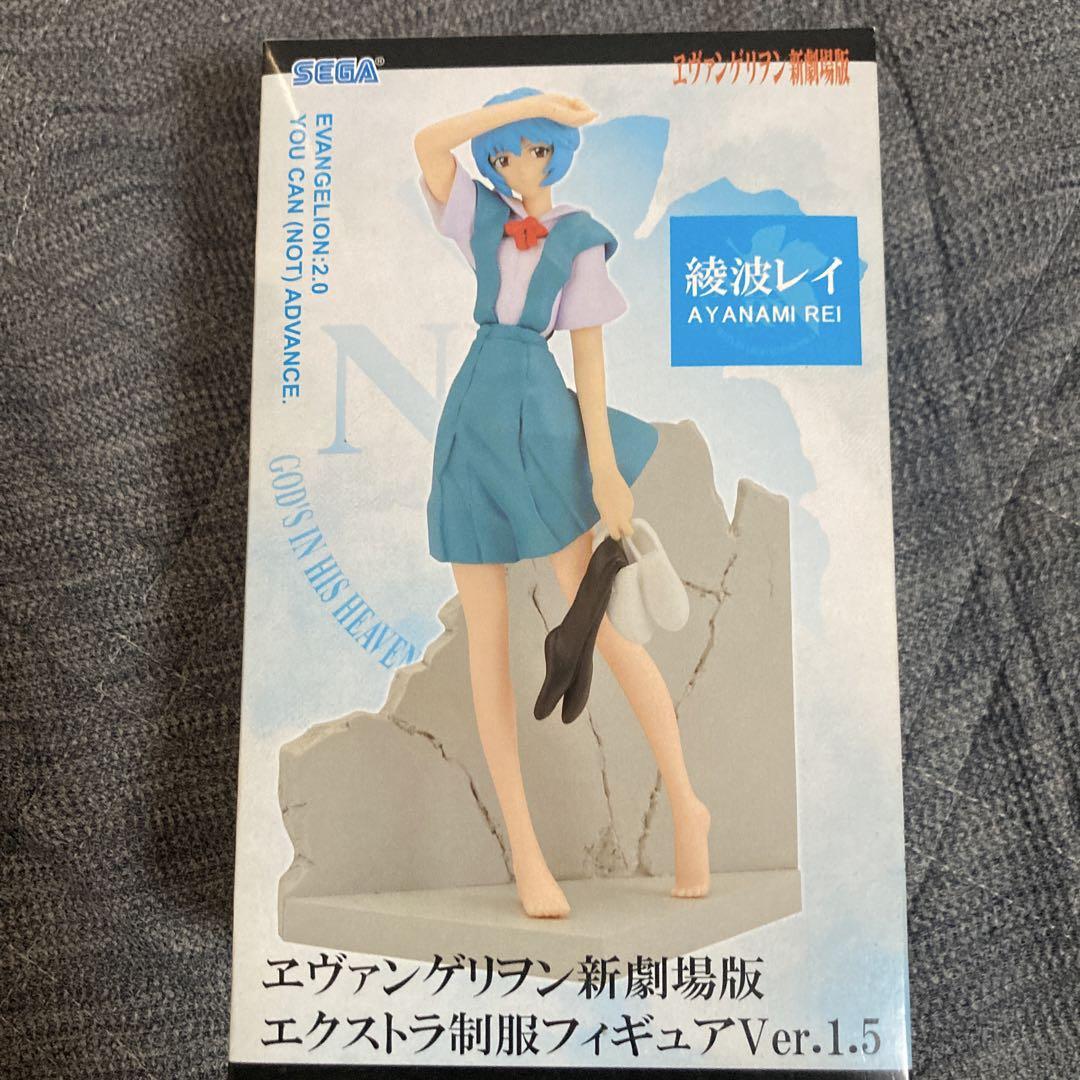 SEGA®
ヱヴァンゲリヲン新劇場版
EVANGELION:2.0
YOU CAN (NOT) ADVANCE.
綾波レイ
AYANAMI REI
N
GOD'S IN HIS HEAVEN
ヱヴァンゲリヲン新劇場版
エクストラ制服フィギュアVer.1.5